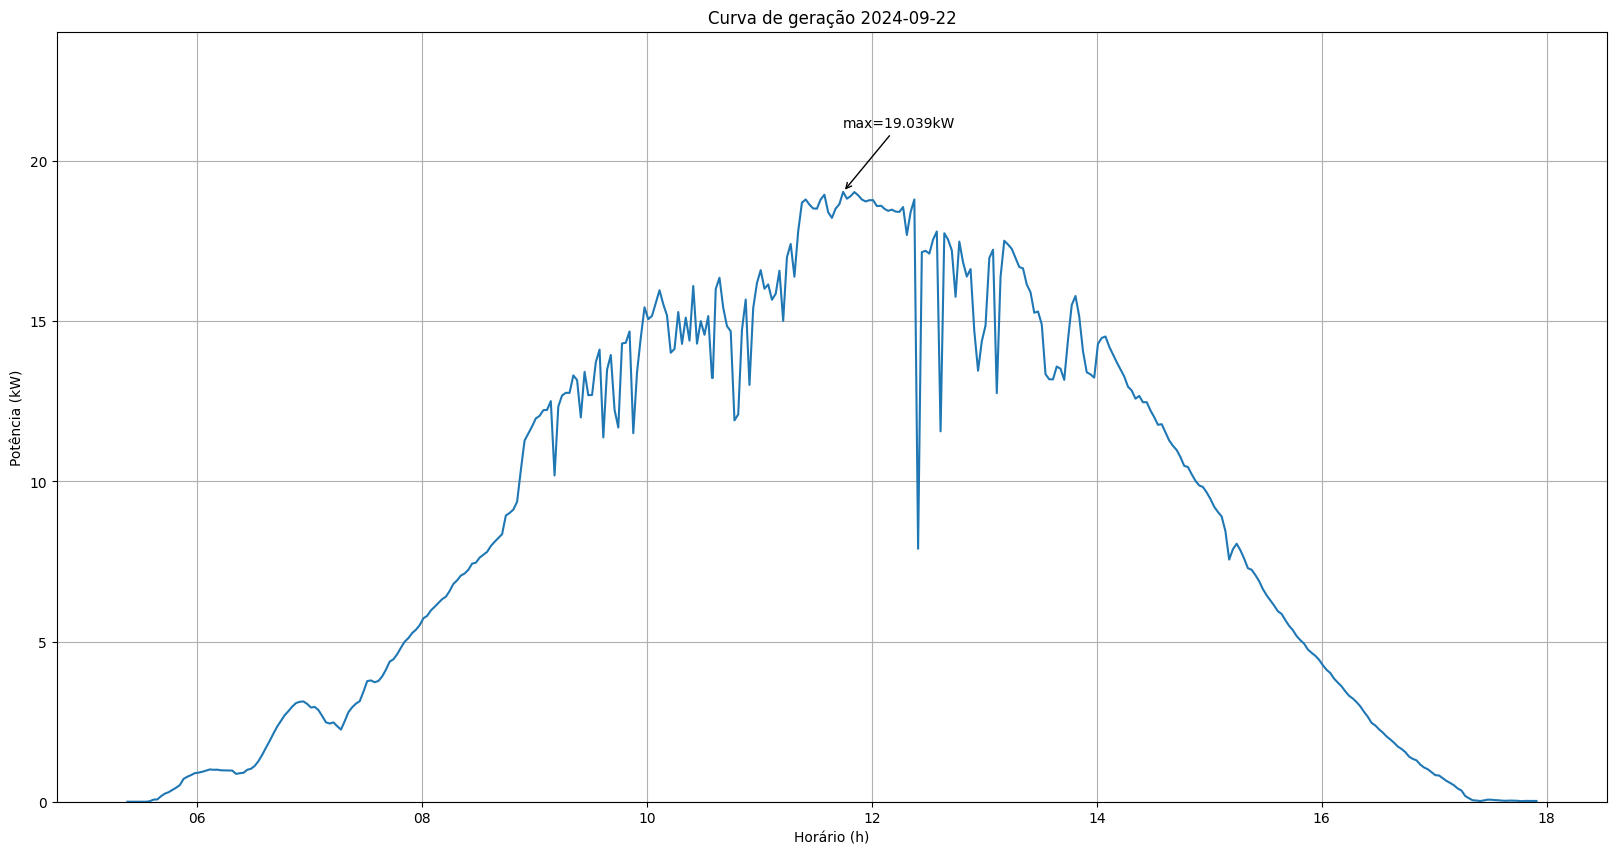 Curva de geração 2024-09-22
max=19.039kW
20
15
10
5
0
Potência (kW)
06 08 10 12 14 16 18
Horário (h)